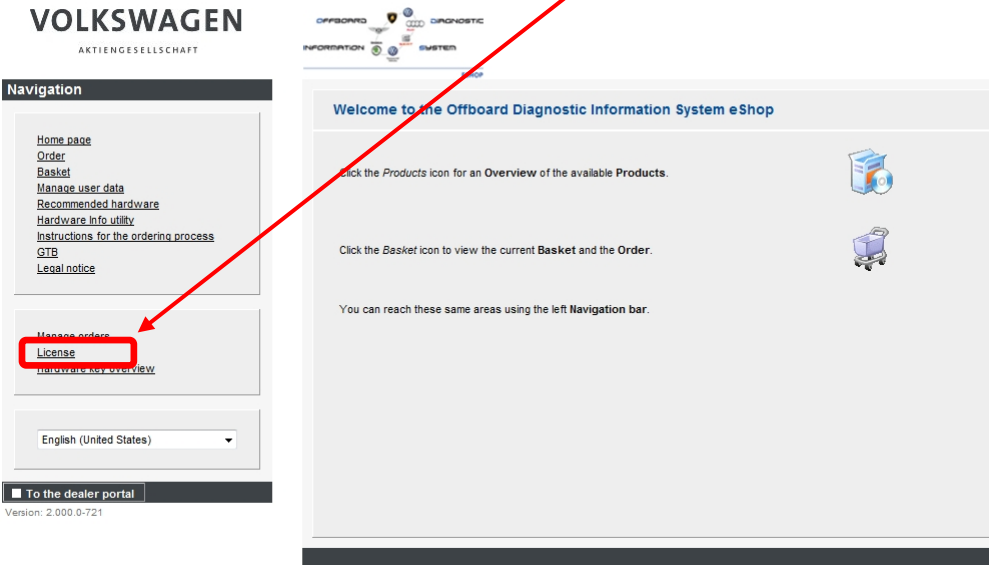 VOLKSWAGEN
AKTIENGESELLSCHAFT
OFFBOARD DIAGNOSTIC
INFORMATION SYSTEM
Navigation
Home page
Order
Basket
Manage user data
Recommended hardware
Hardware Info utility
Instructions for the ordering process
GTB
Legal notice
Manage orders
License
Hardware key overview
English (United States)
To the dealer portal
Version: 2.000.0-721
Welcome to the Offboard Diagnostic Information System eShop
Click the Products icon for an Overview of the available Products.
Click the Basket icon to view the current Basket and the Order.
You can reach these same areas using the left Navigation bar.